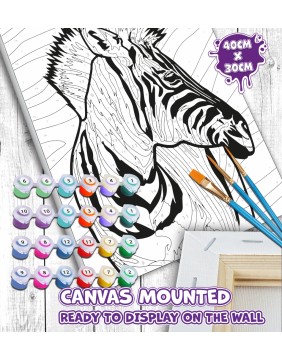 40CM
X
30CM
CANVAS MOUNTED
READY TO DISPLAY ON THE WALL